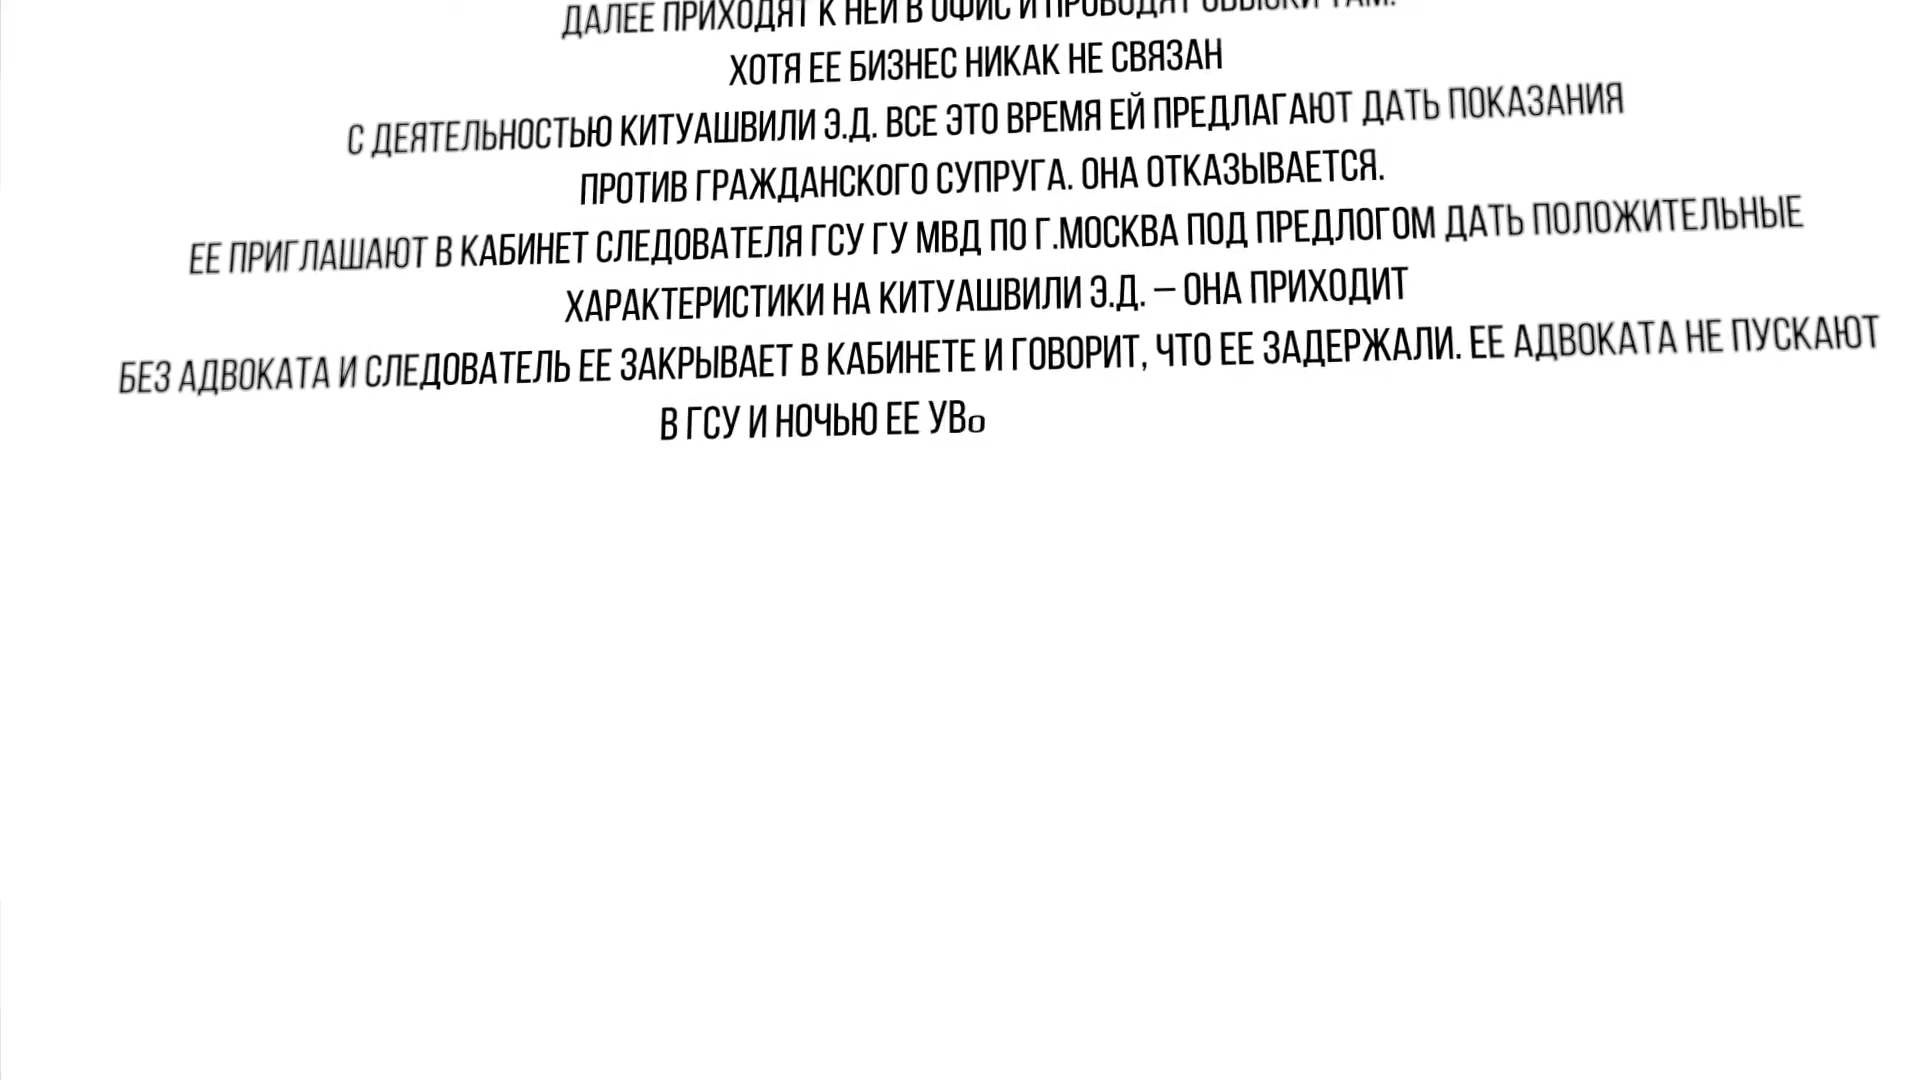 ДАЛЕЕ ПРИХОДЯТ К НЕЙ В ОФИС И ПРОВОДЯТ ОБЫСКИ ТАМ.
ХОТЯ ЕЕ БИЗНЕС НИКАК НЕ СВЯЗАН
С ДЕЯТЕЛЬНОСТЬЮ КИТУАШВИЛИ Э.Д. ВСЕ ЭТО ВРЕМЯ ЕЙ ПРЕДЛАГАЮТ ДАТЬ ПОКАЗАНИЯ
ПРОТИВ ГРАЖДАНСКОГО СУПРУГА. ОНА ОТКАЗЫВАЕТСЯ.
ЕЕ ПРИГЛАШАЮТ В КАБИНЕТ СЛЕДОВАТЕЛЯ ГСУ ГУ МВД ПО Г.МОСКВА ПОД ПРЕДЛОГОМ ДАТЬ ПОЛОЖИТЕЛЬНЫЕ
ХАРАКТЕРИСТИКИ НА КИТУАШВИЛИ Э.Д. – ОНА ПРИХОДИТ
БЕЗ АДВОКАТА И СЛЕДОВАТЕЛЬ ЕЕ ЗАКРЫВАЕТ В КАБИНЕТЕ И ГОВОРИТ, ЧТО ЕЕ ЗАДЕРЖАЛИ. ЕЕ АДВОКАТА НЕ ПУСКАЮТ
В ГСУ И НОЧЬЮ ЕЕ УВо